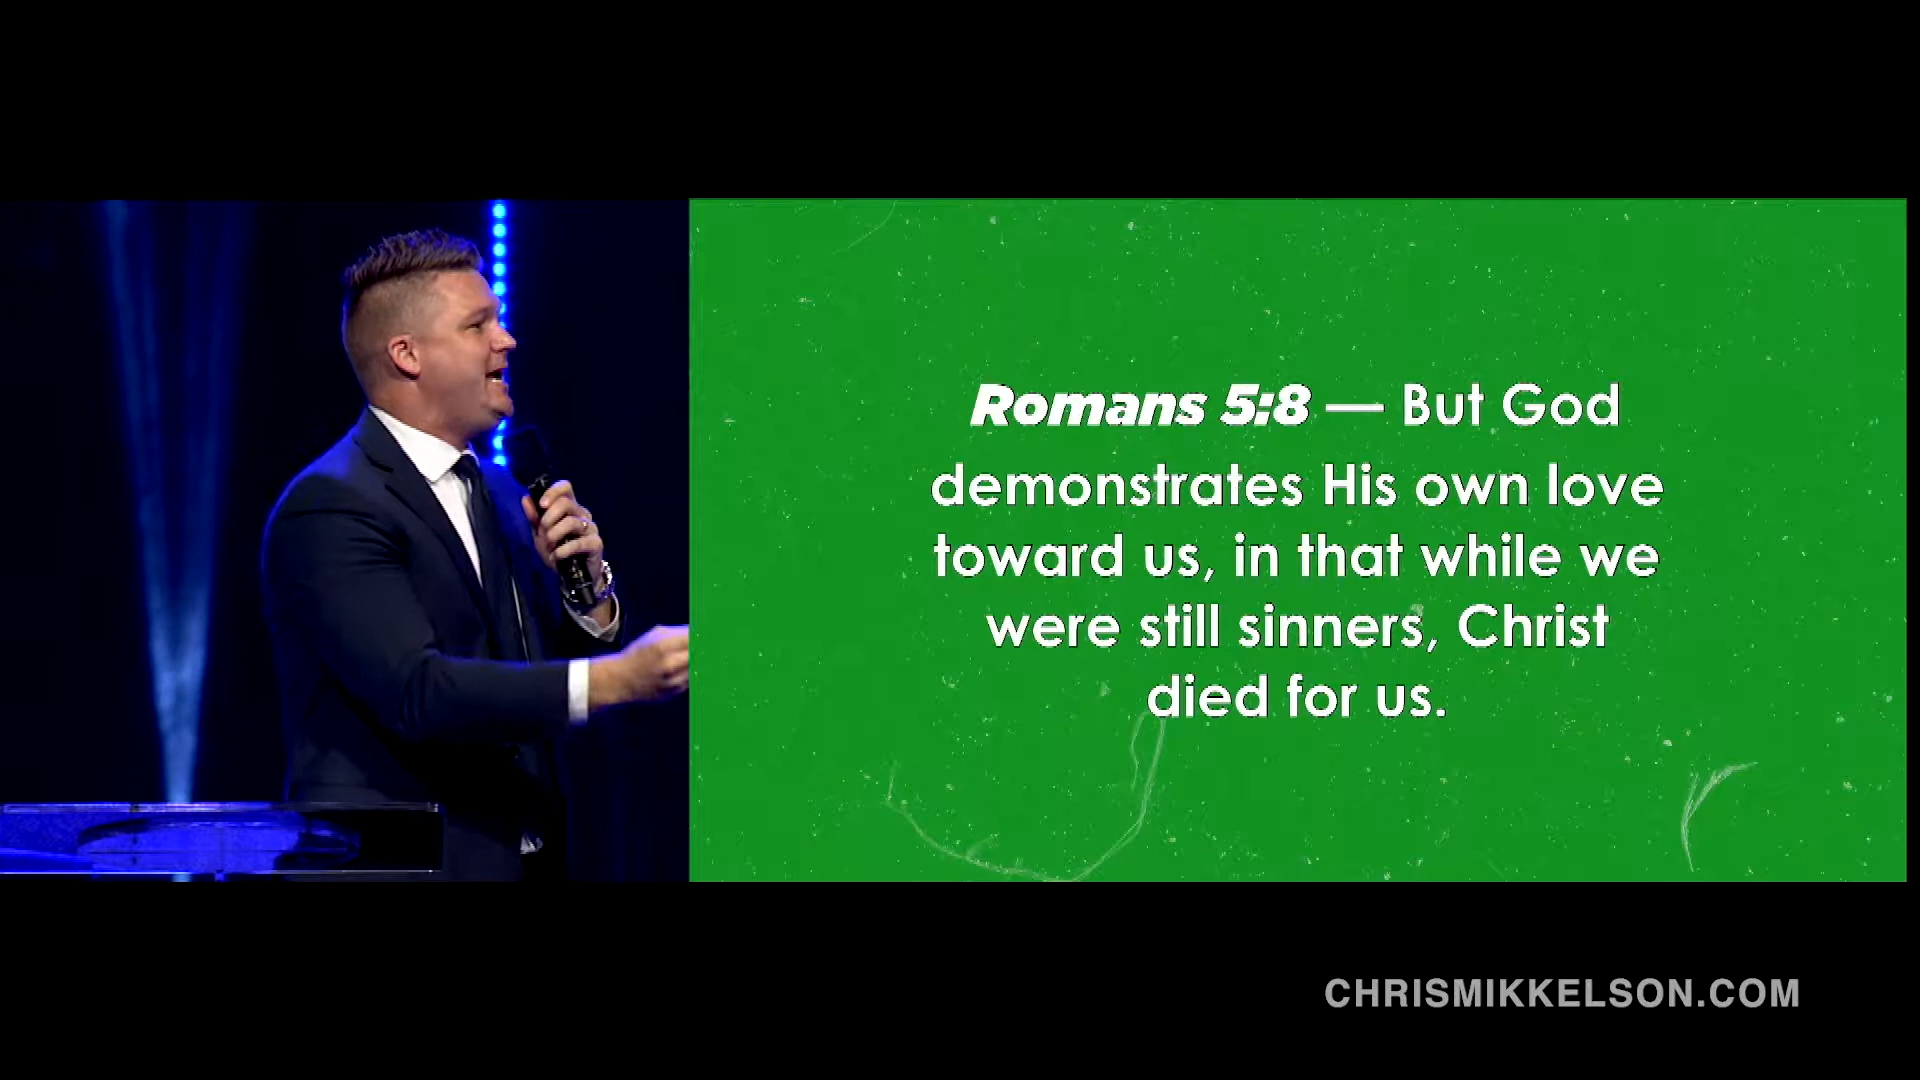 Romans 5:8 — But God
demonstrates His own love
toward us, in that while we
were still sinners, Christ
died for us.
CHRISMIKKELSON.COM